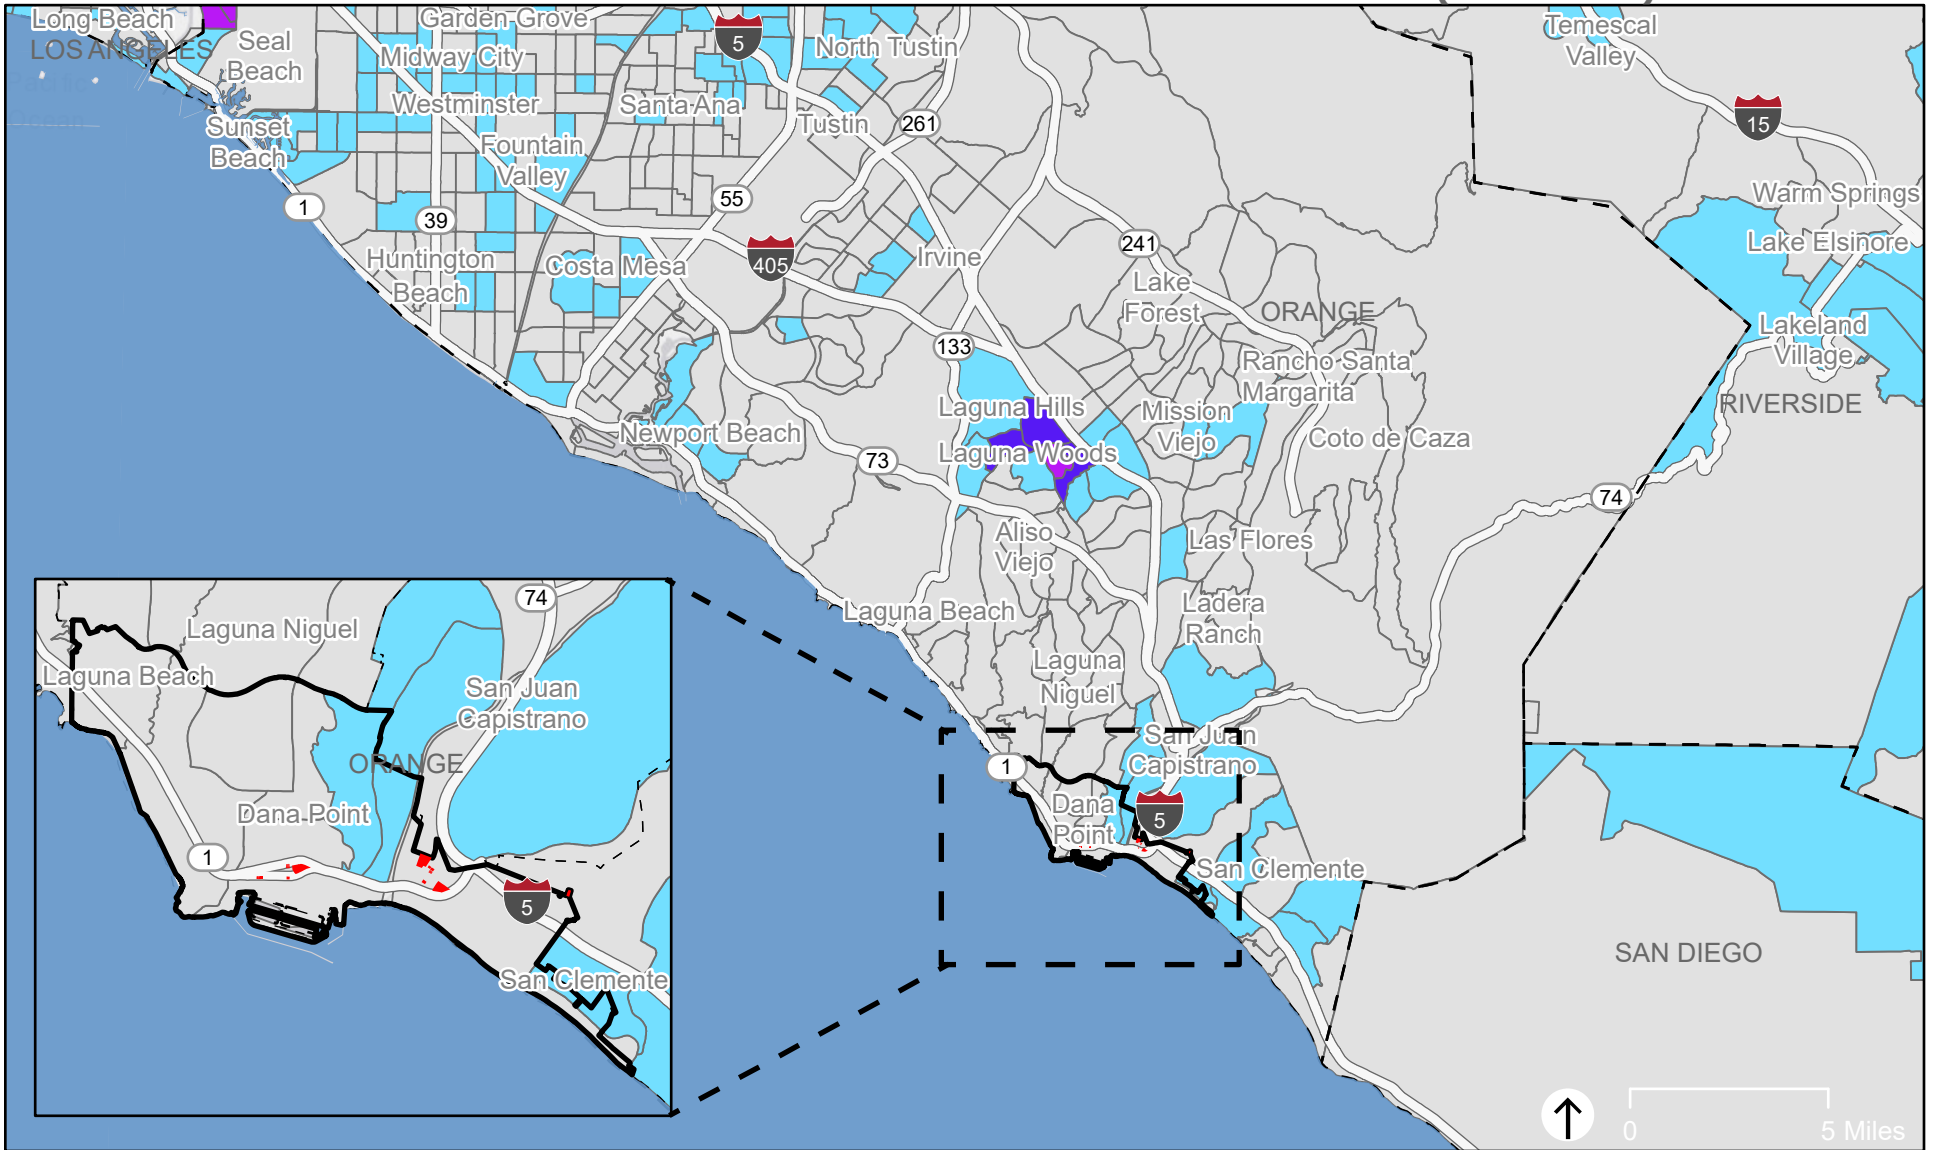 Long Beach
LOS ANGELES
Pacific
Ocean
Seal
Beach
Sunset
Beach
Garden Grove
Midway City
Westminster
Fountain
Valley
Santa Ana
5
North Tustin
Tustin
261
55
1
39
Huntington
Beach
Costa Mesa
405
Irvine
241
Lake
Forest
ORANGE
Temescal
Valley
15
Warm Springs
Lake Elsinore
Lakeland
Village
RIVERSIDE
133
Rancho Santa
Margarita
Laguna Hills
Laguna Woods
Mission
Viejo
Coto de Caza
Newport Beach
73
74
Aliso
Viejo
Las Flores
Laguna Beach
Ladera
Ranch
Laguna
Niguel
San Juan
Capistrano
1
Dana
Point
5
San Clemente
SAN DIEGO
0
5 Miles
74
Laguna Niguel
Laguna Beach
San Juan
Capistrano
ORANGE
Dana Point
1
5
San Clemente